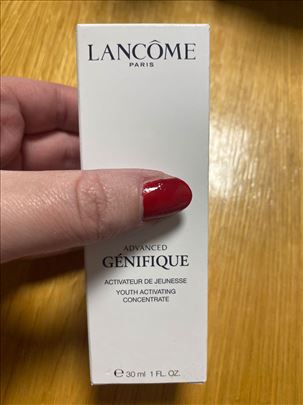 LANCÔME
PARIS
ADVANCED
GÉNIFIQUE
ACTIVATEUR DE JEUNESSE
YOUTH ACTIVATING
CONCENTRATE
℮ 30 ml 1 FL. OZ.